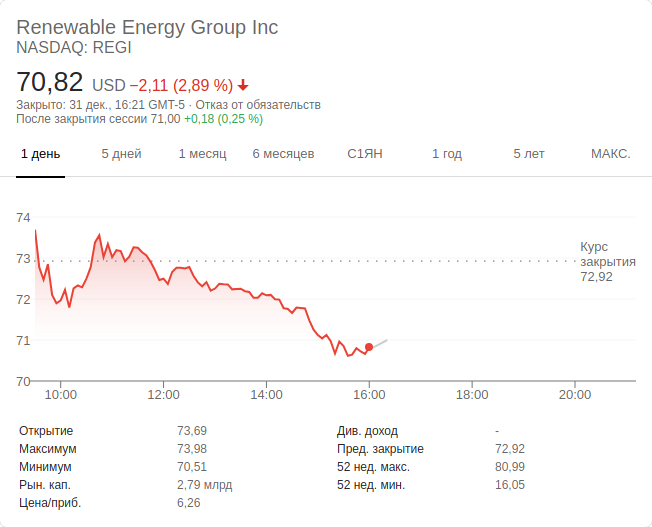 Renewable Energy Group Inc
NASDAQ: REGI
70,82 USD −2,11 (2,89 %)
Закрыто: 31 дек., 16:21 GMT-5 · Отказ от обязательств
После закрытия сессии 71,00 +0,18 (0,25 %)
1 день 5 дней 1 месяц 6 месяцев С1ЯН 1 год 5 лет МАКС.
74
73
72
71
70
Курс
закрытия
72,92
10:00 12:00 14:00 16:00 18:00 20:00
Открытие 73,69 Див. доход -
Максимум 73,98 Пред. закрытие 72,92
Минимум 70,51 52 нед. макс. 80,99
Рын. кап. 2,79 млрд 52 нед. мин. 16,05
Цена/приб. 6,26